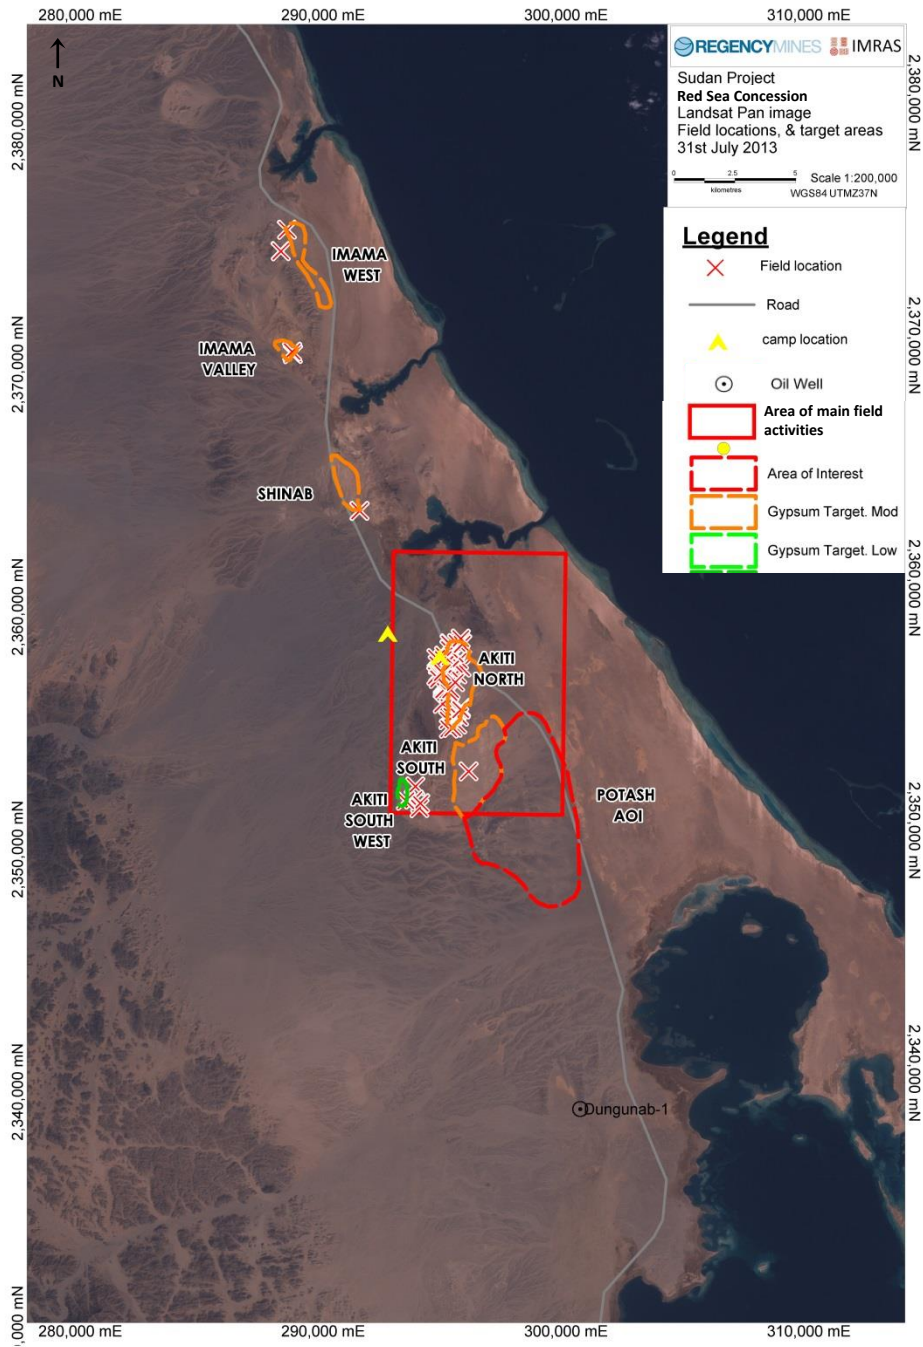 280,000 mE
290,000 mE
300,000 mE
310,000 mE
N
REGENCYMINES
IMRAS
Sudan Project
Red Sea Concession
Landsat Pan image
Field locations, & target areas
31st July 2013
0 2.5 5
kilometres
Scale 1:200,000
WGS84 UTMZ37N
Legend
Field location
Road
camp location
Oil Well
Area of main field
activities
Area of Interest
Gypsum Target. Mod
Gypsum Target. Low
2,380,000 mN
2,370,000 mN
2,360,000 mN
2,350,000 mN
2,340,000 mN
2,380,000 mN
2,370,000 mN
2,360,000 mN
2,350,000 mN
2,340,000 mN
IMAMA
WEST
IMAMA
VALLEY
SHINAB
AKITI
NORTH
AKITI
SOUTH
AKITI
SOUTH
WEST
POTASH
AOI
Dungunab-1
0,000 mN
280,000 mE
290,000 mE
300,000 mE
310,000 mE